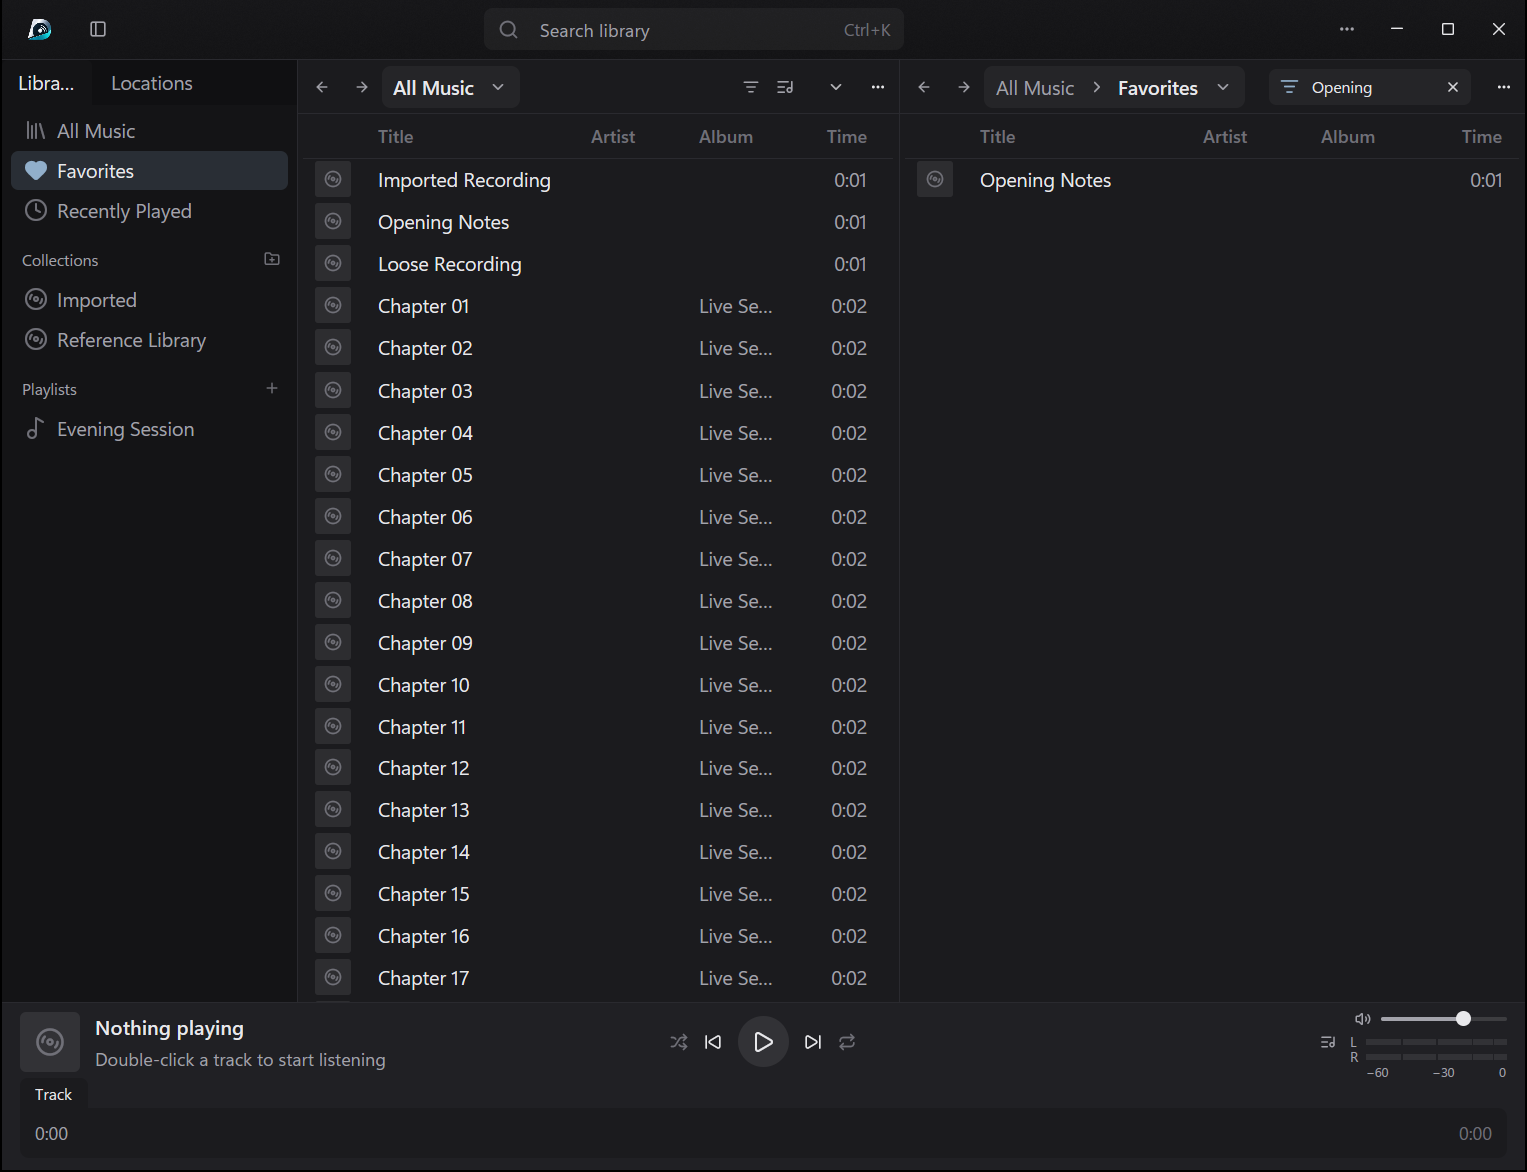 Search library Ctrl+K
Libra... Locations
All Music
Favorites
Recently Played
Collections
Imported
Reference Library
Playlists
Evening Session
All Music
Title Artist Album Time
Imported Recording 0:01
Opening Notes 0:01
Loose Recording 0:01
Chapter 01 Live Se... 0:02
Chapter 02 Live Se... 0:02
Chapter 03 Live Se... 0:02
Chapter 04 Live Se... 0:02
Chapter 05 Live Se... 0:02
Chapter 06 Live Se... 0:02
Chapter 07 Live Se... 0:02
Chapter 08 Live Se... 0:02
Chapter 09 Live Se... 0:02
Chapter 10 Live Se... 0:02
Chapter 11 Live Se... 0:02
Chapter 12 Live Se... 0:02
Chapter 13 Live Se... 0:02
Chapter 14 Live Se... 0:02
Chapter 15 Live Se... 0:02
Chapter 16 Live Se... 0:02
Chapter 17 Live Se... 0:02
All Music Favorites Opening
Title Artist Album Time
Opening Notes 0:01
Nothing playing
Double-click a track to start listening
L
R
−60 −30 0
Track
0:00 0:00